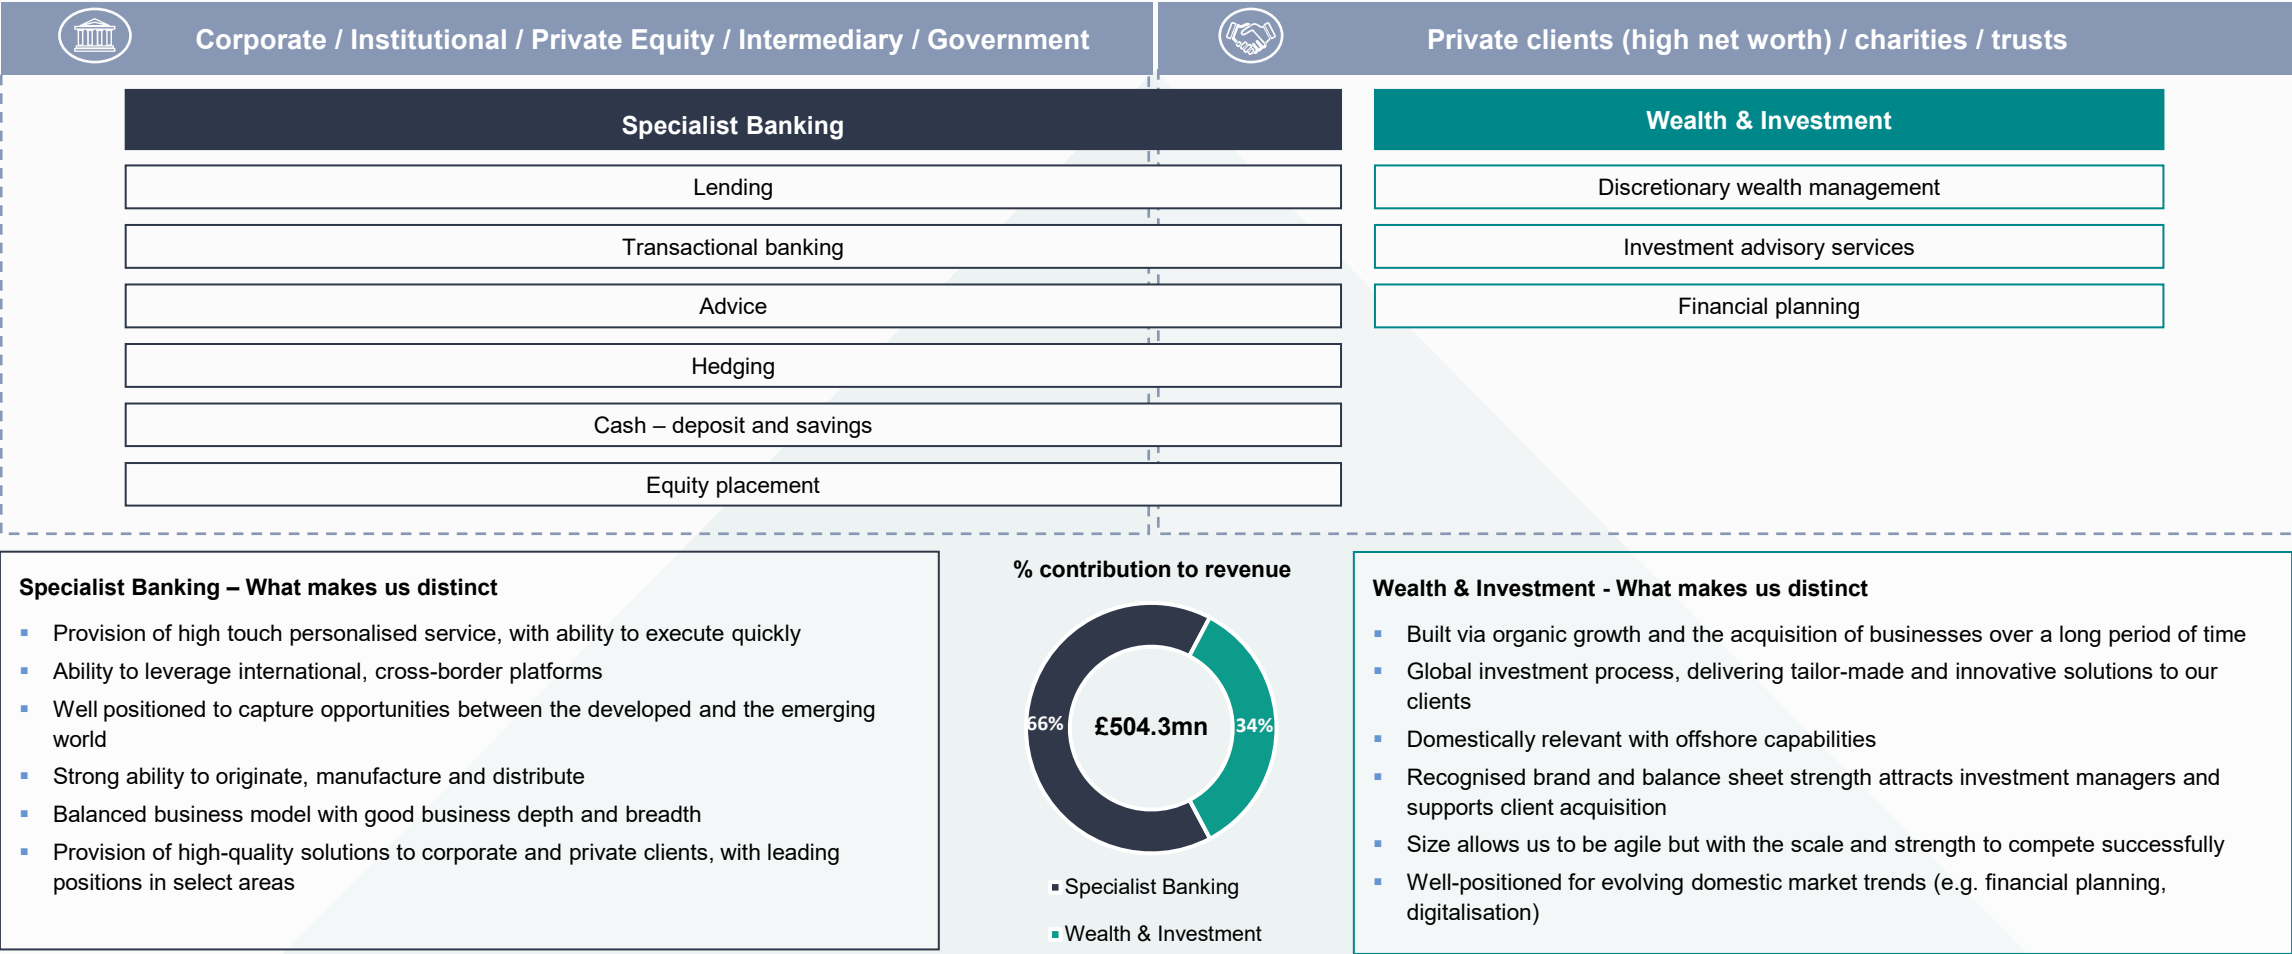 Corporate / Institutional / Private Equity / Intermediary / Government
Private clients (high net worth) / charities / trusts
Specialist Banking
Lending
Transactional banking
Advice
Hedging
Cash – deposit and savings
Equity placement
Wealth & Investment
Discretionary wealth management
Investment advisory services
Financial planning
Specialist Banking – What makes us distinct
▪ Provision of high touch personalised service, with ability to execute quickly
▪ Ability to leverage international, cross-border platforms
▪ Well positioned to capture opportunities between the developed and the emerging
world
▪ Strong ability to originate, manufacture and distribute
▪ Balanced business model with good business depth and breadth
▪ Provision of high-quality solutions to corporate and private clients, with leading
positions in select areas
% contribution to revenue
66%
£504.3mn
34%
Specialist Banking
Wealth & Investment
Wealth & Investment - What makes us distinct
▪ Built via organic growth and the acquisition of businesses over a long period of time
▪ Global investment process, delivering tailor-made and innovative solutions to our
clients
▪ Domestically relevant with offshore capabilities
▪ Recognised brand and balance sheet strength attracts investment managers and
supports client acquisition
▪ Size allows us to be agile but with the scale and strength to compete successfully
▪ Well-positioned for evolving domestic market trends (e.g. financial planning,
digitalisation)